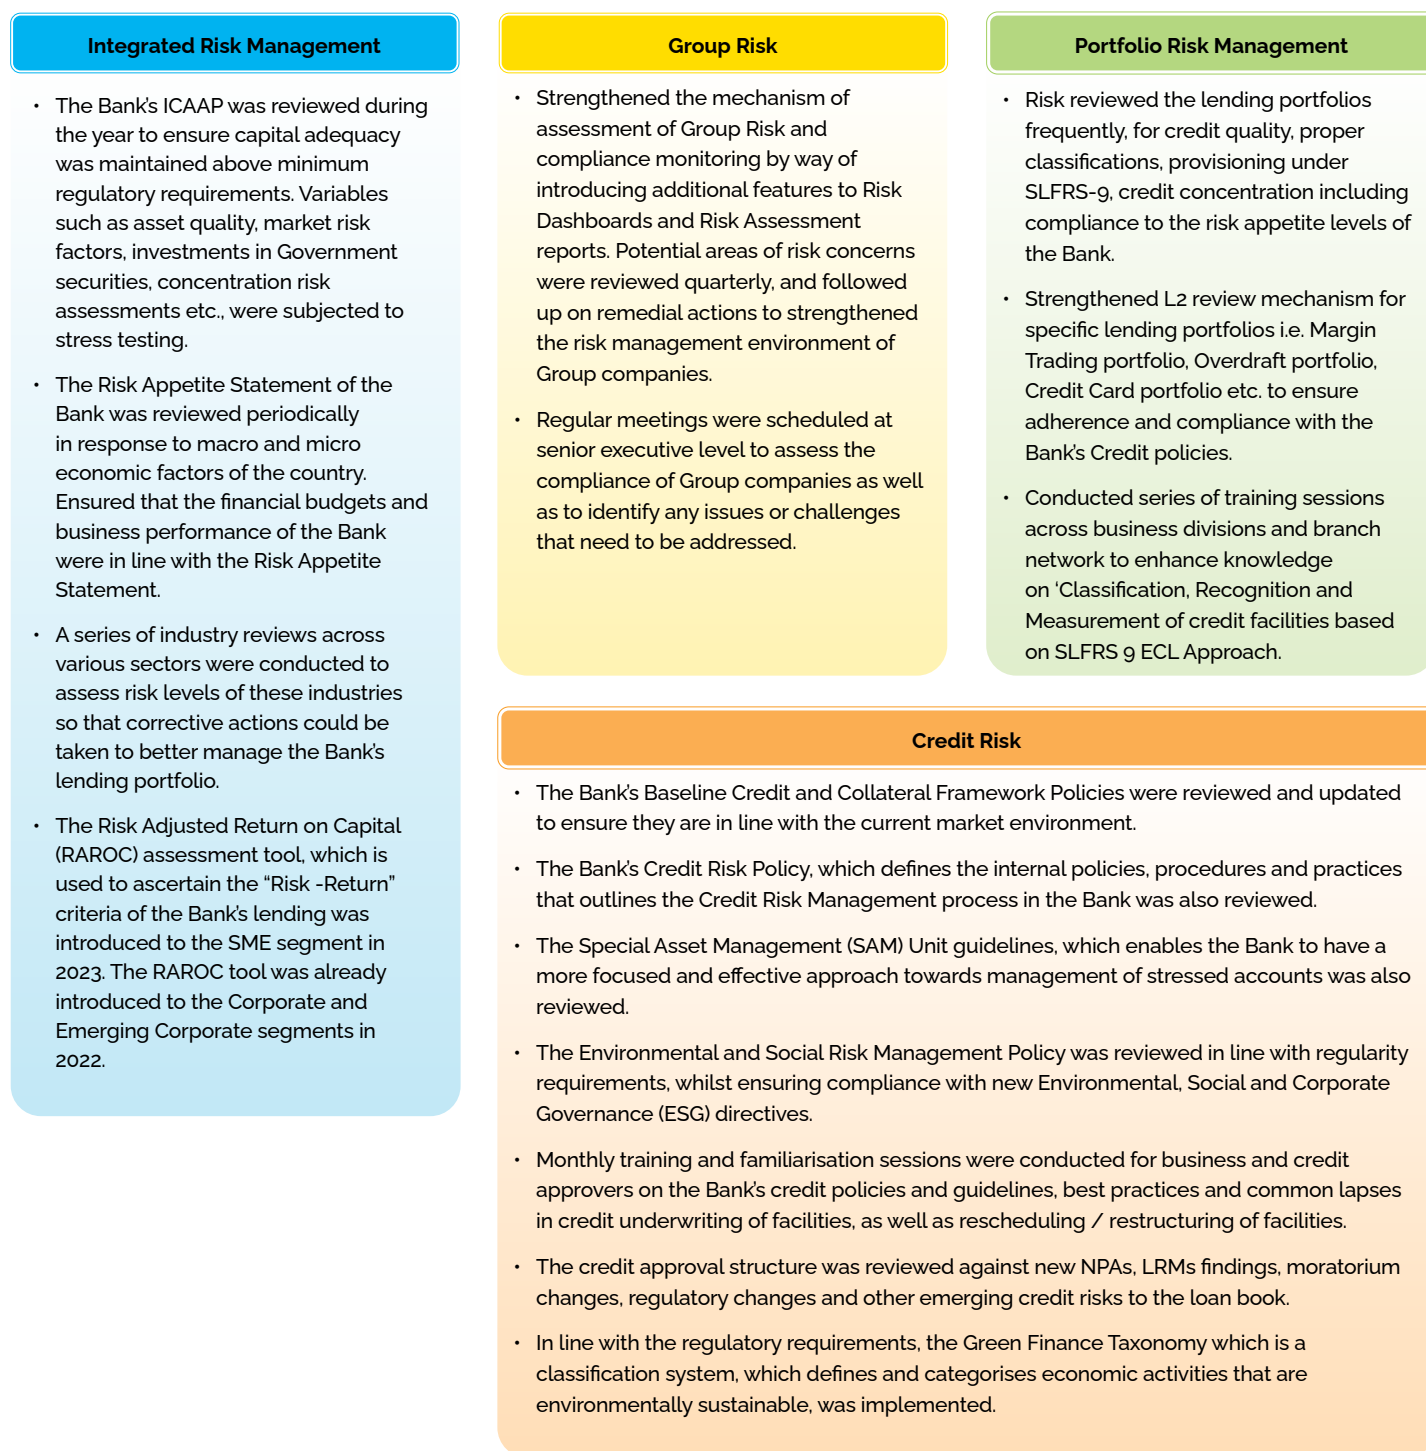 Integrated Risk Management
• The Bank's ICAAP was reviewed during
the year to ensure capital adequacy
was maintained above minimum
regulatory requirements. Variables
such as asset quality, market risk
factors, investments in Government
securities, concentration risk
assessments etc., were subjected to
stress testing.
• The Risk Appetite Statement of the
Bank was reviewed periodically
in response to macro and micro
economic factors of the country.
Ensured that the financial budgets and
business performance of the Bank
were in line with the Risk Appetite
Statement.
• A series of industry reviews across
various sectors were conducted to
assess risk levels of these industries
so that corrective actions could be
taken to better manage the Bank's
lending portfolio.
• The Risk Adjusted Return on Capital
(RAROC) assessment tool, which is
used to ascertain the “Risk -Return”
criteria of the Bank's lending was
introduced to the SME segment in
2023. The RAROC tool was already
introduced to the Corporate and
Emerging Corporate segments in
2022.
Group Risk
• Strengthened the mechanism of
assessment of Group Risk and
compliance monitoring by way of
introducing additional features to Risk
Dashboards and Risk Assessment
reports. Potential areas of risk concerns
were reviewed quarterly, and followed
up on remedial actions to strengthened
the risk management environment of
Group companies.
• Regular meetings were scheduled at
senior executive level to assess the
compliance of Group companies as well
as to identify any issues or challenges
that need to be addressed.
Portfolio Risk Management
• Risk reviewed the lending portfolios
frequently, for credit quality, proper
classifications, provisioning under
SLFRS-9, credit concentration including
compliance to the risk appetite levels of
the Bank.
• Strengthened L2 review mechanism for
specific lending portfolios i.e. Margin
Trading portfolio, Overdraft portfolio,
Credit Card portfolio etc. to ensure
adherence and compliance with the
Bank's Credit policies.
• Conducted series of training sessions
across business divisions and branch
network to enhance knowledge
on ‘Classification, Recognition and
Measurement of credit facilities based
on SLFRS 9 ECL Approach.
Credit Risk
• The Bank's Baseline Credit and Collateral Framework Policies were reviewed and updated
to ensure they are in line with the current market environment.
• The Bank's Credit Risk Policy, which defines the internal policies, procedures and practices
that outlines the Credit Risk Management process in the Bank was also reviewed.
• The Special Asset Management (SAM) Unit guidelines, which enables the Bank to have a
more focused and effective approach towards management of stressed accounts was also
reviewed.
• The Environmental and Social Risk Management Policy was reviewed in line with regularity
requirements, whilst ensuring compliance with new Environmental, Social and Corporate
Governance (ESG) directives.
• Monthly training and familiarisation sessions were conducted for business and credit
approvers on the Bank's credit policies and guidelines, best practices and common lapses
in credit underwriting of facilities, as well as rescheduling / restructuring of facilities.
• The credit approval structure was reviewed against new NPAs, LRMs findings, moratorium
changes, regulatory changes and other emerging credit risks to the loan book.
• In line with the regulatory requirements, the Green Finance Taxonomy which is a
classification system, which defines and categorises economic activities that are
environmentally sustainable, was implemented.